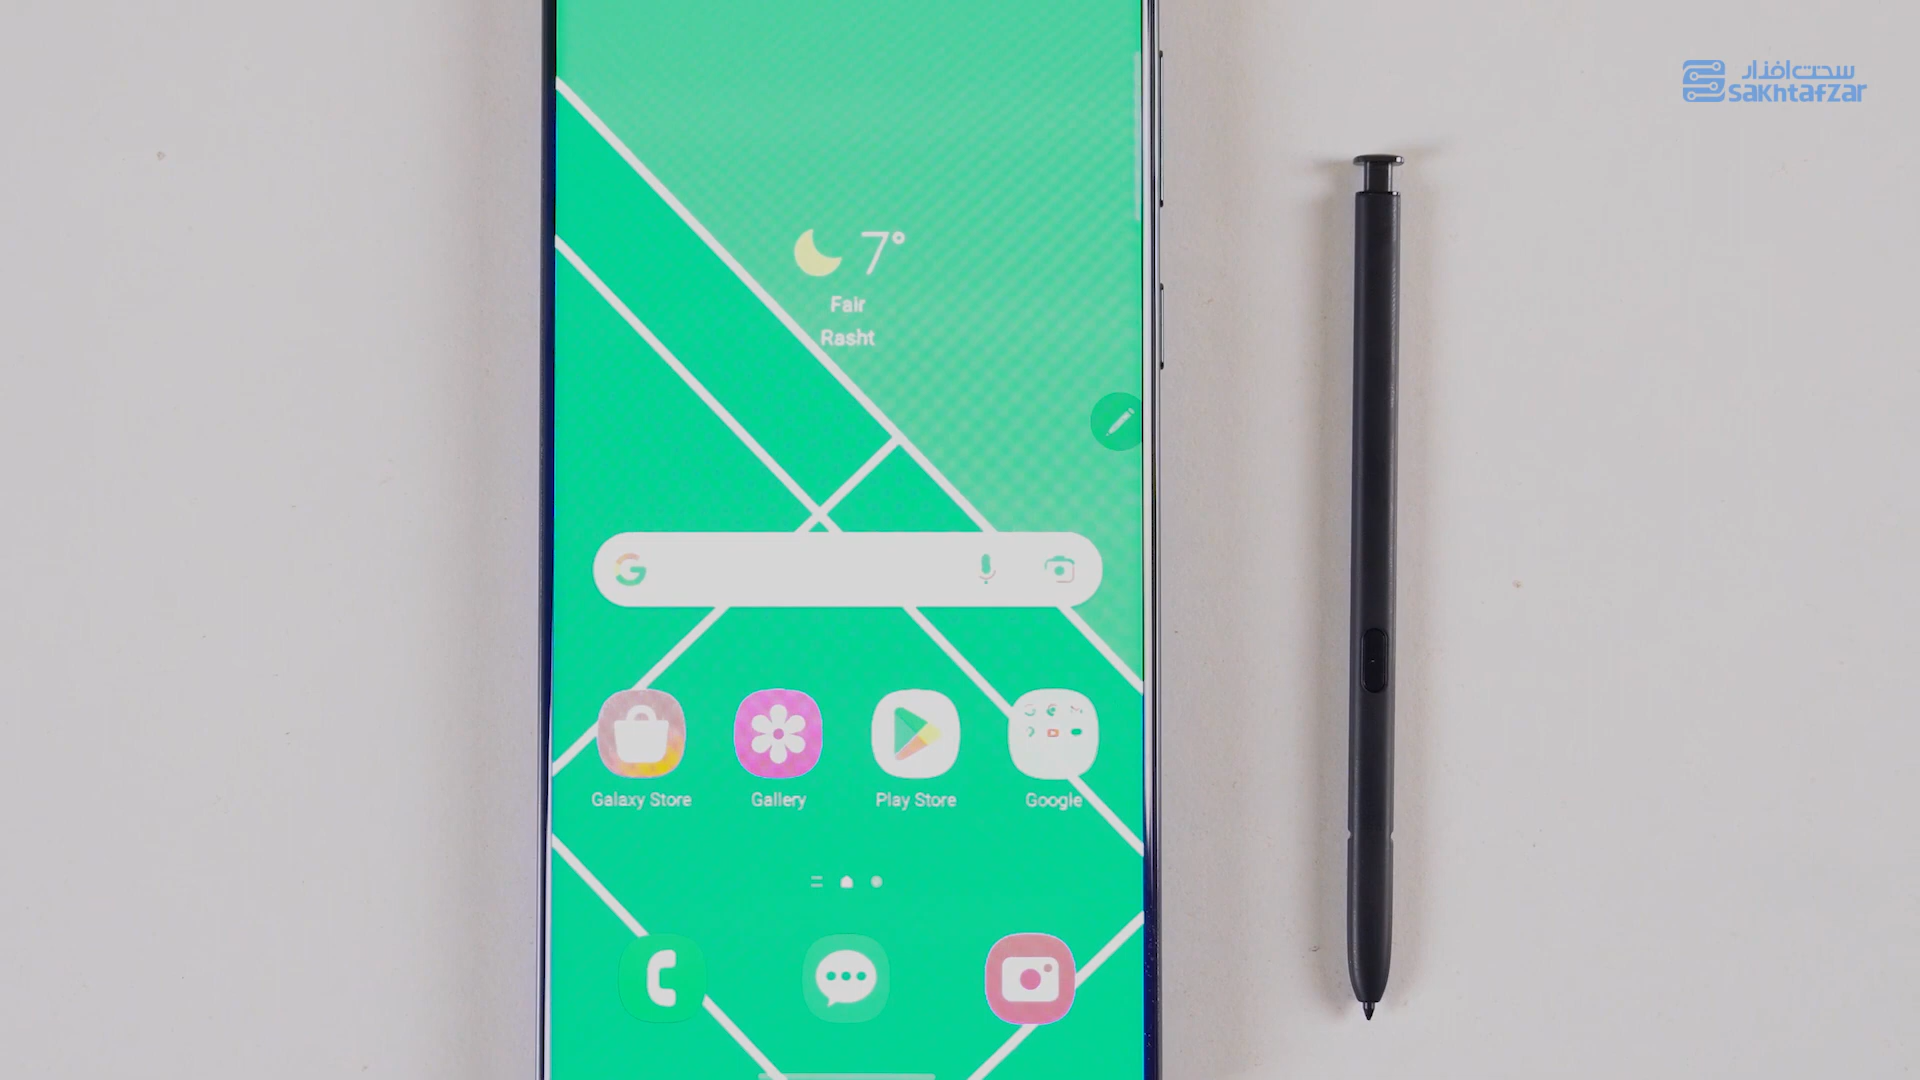 سخت‌افزار
sakhtafzar
7°
Fair
Rasht
G
Galaxy Store
Gallery
Play Store
Google